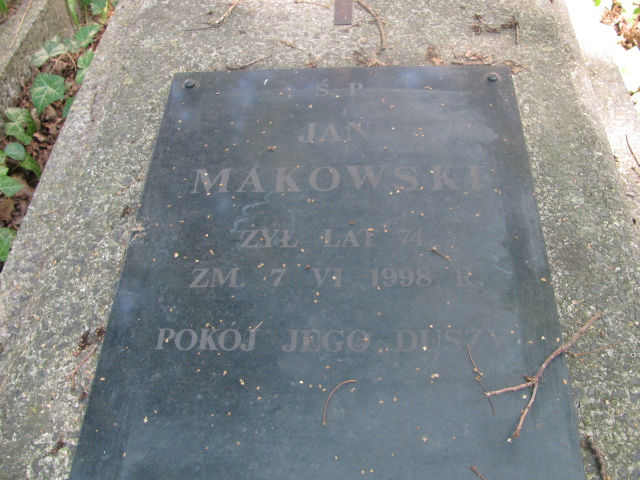 Ś. P.
JAN
MAKOWSKI
ŻYŁ LAT 74
ZM. 7 VI 1998 R.
POKÓJ JEGO DUSZY